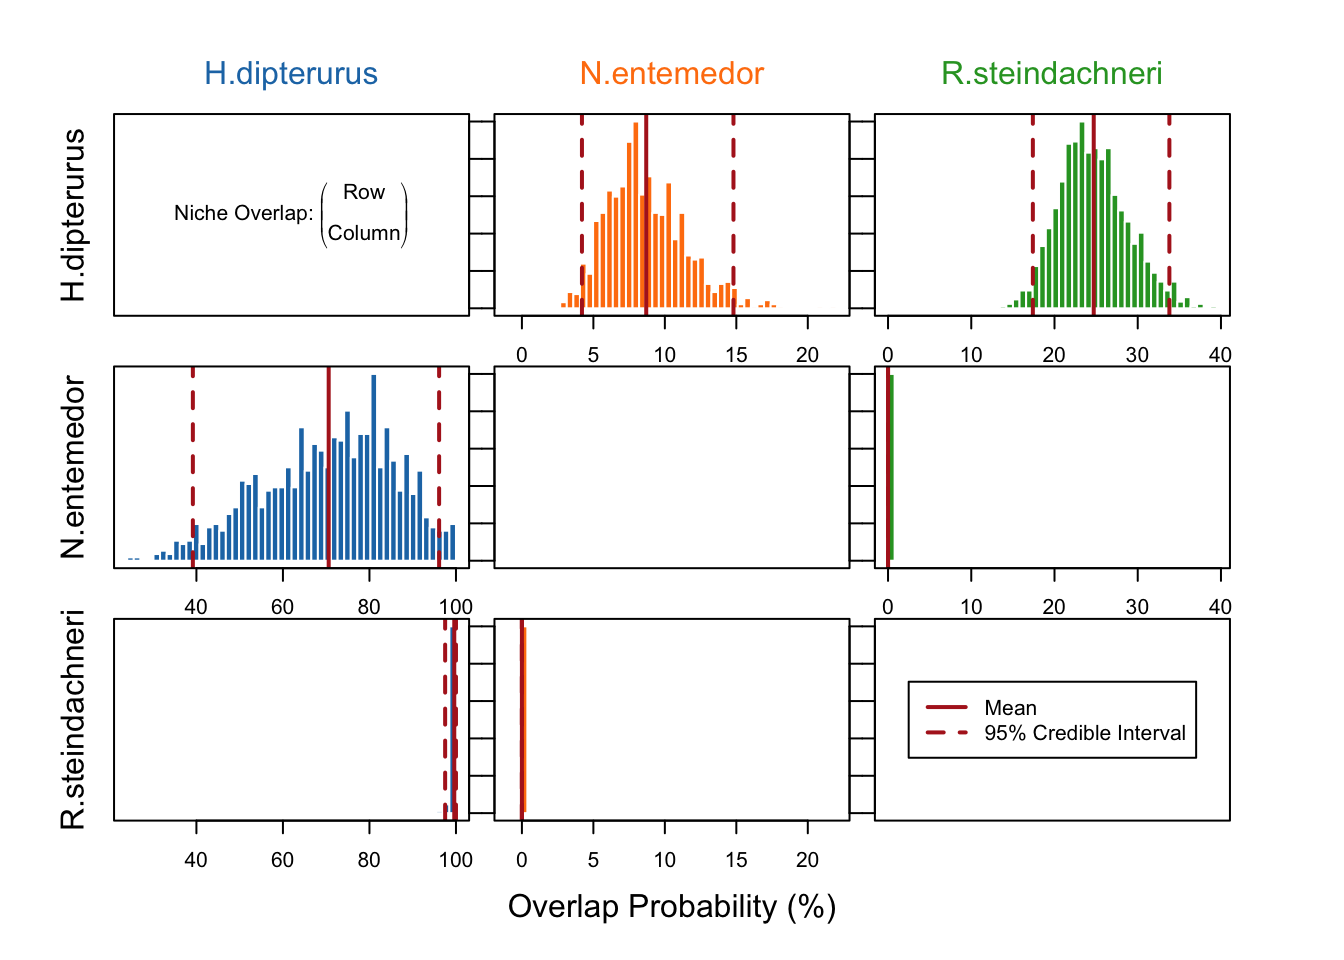 H.dipterurus N.entemedor R.steindachneri
H.dipterurus
Niche Overlap: (Row
Column)
0 5 10 15 20
0 10 20 30 40
N.entemedor
40 60 80 100
0 10 20 30 40
R.steindachneri
Mean
95% Credible Interval
40 60 80 100
0 5 10 15 20
Overlap Probability (%)